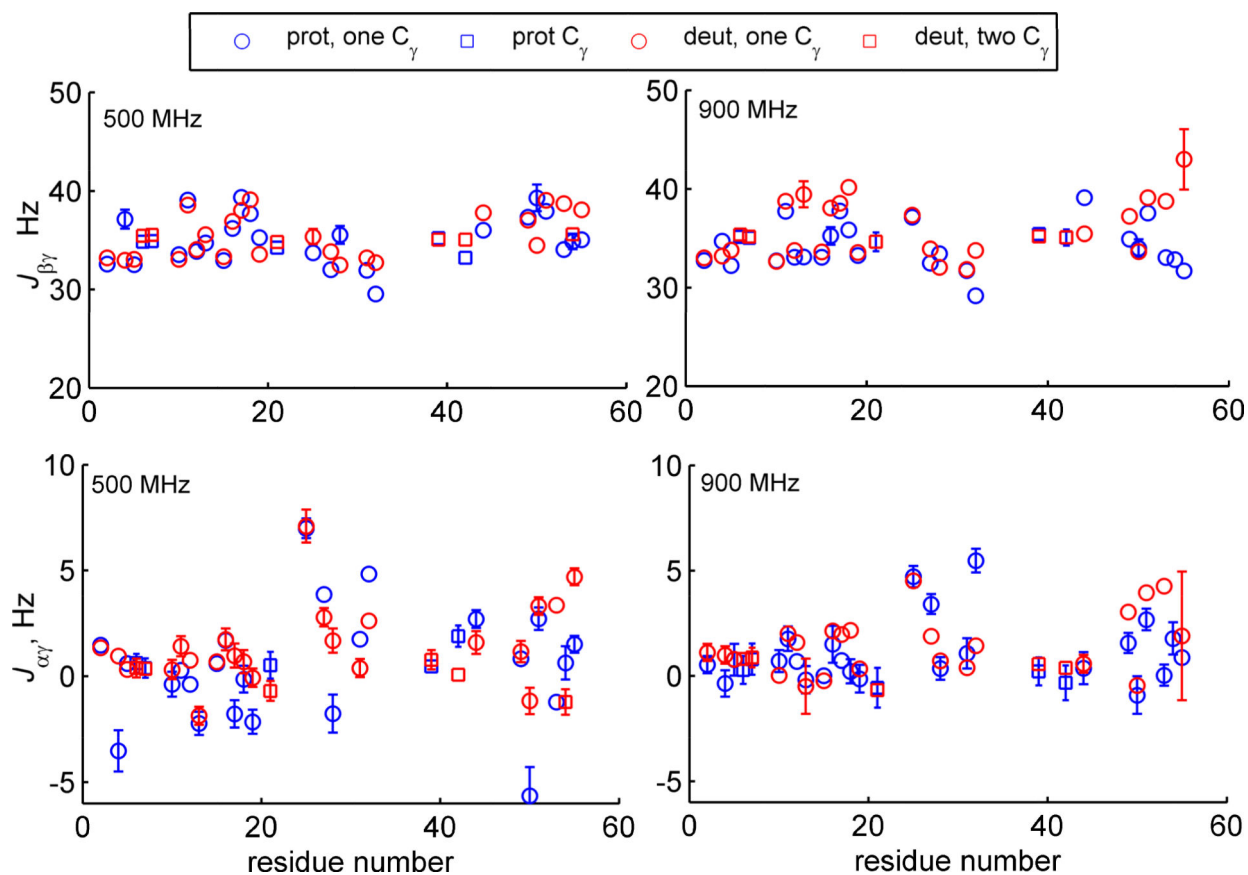 prot, one Cγ prot Cγ deut, one Cγ deut, two Cγ
50 50
500 MHz 900 MHz
40 40
Jβγ Hz
30 30
20 20
0 20 40 60 0 20 40 60
10 10
500 MHz 900 MHz
5 5
Jαγ, Hz
0 0
-5 -5
0 20 40 60 0 20 40 60
residue number residue number